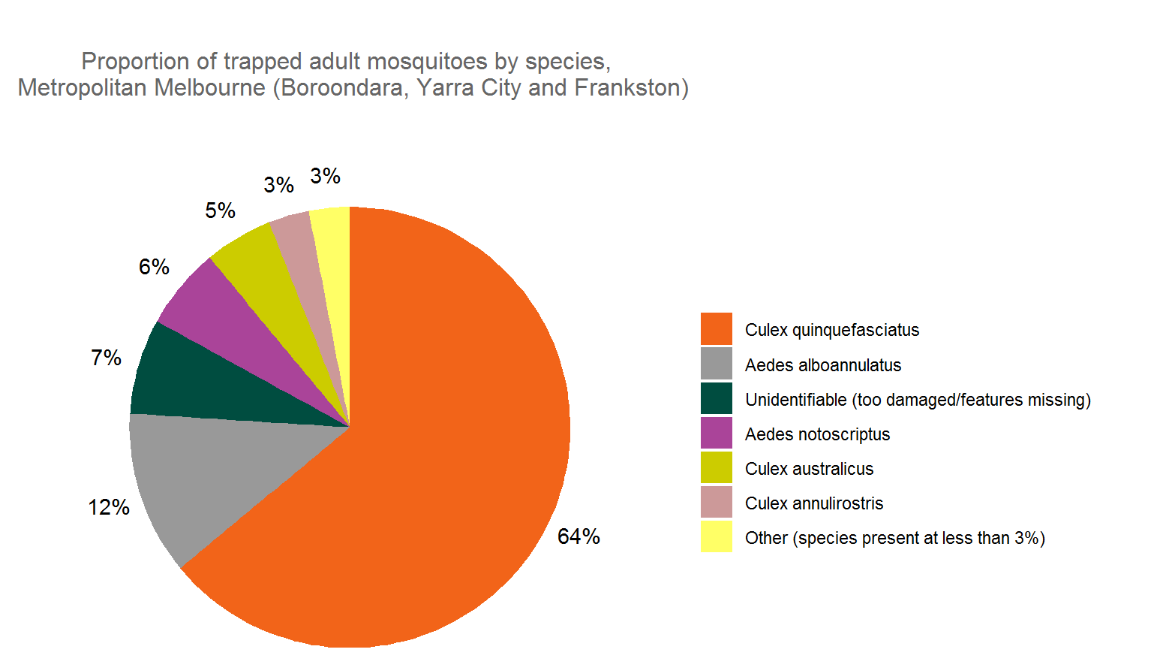 Proportion of trapped adult mosquitoes by species,
Metropolitan Melbourne (Boroondara, Yarra City and Frankston)
3%
3%
5%
6%
7%
12%
64%
Culex quinquefasciatus
Aedes alboannulatus
Unidentifiable (too damaged/features missing)
Aedes notoscriptus
Culex australicus
Culex annulirostris
Other (species present at less than 3%)